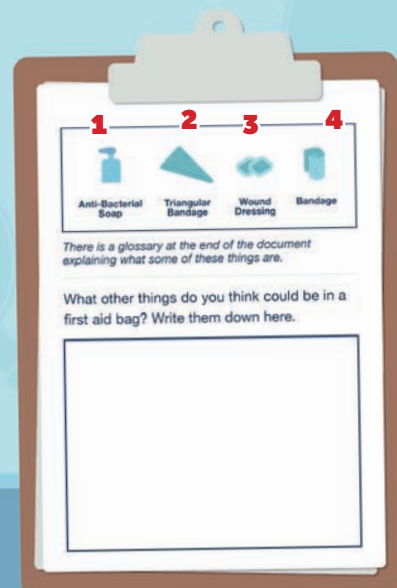 1 2 3 4
Anti-Bacterial Soap Triangular Bandage Wound Dressing Bandage
There is a glossary at the end of the document
explaining what some of these things are.
What other things do you think could be in a
first aid bag? Write them down here.